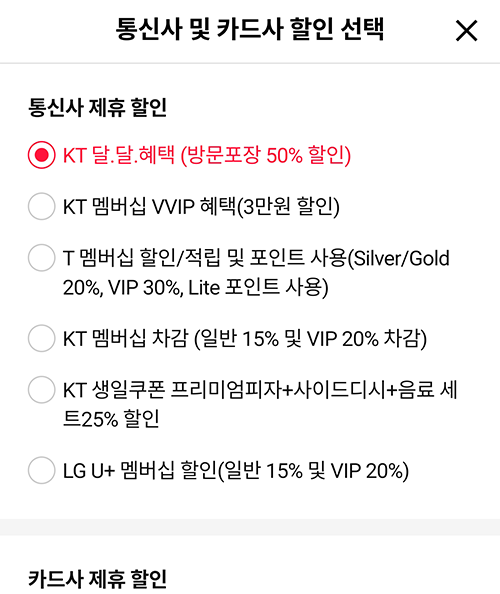 통신사 및 카드사 할인 선택
통신사 제휴 할인
KT 달.달.혜택 (방문포장 50% 할인)
KT 멤버십 VVIP 혜택(3만원 할인)
T 멤버십 할인/적립 및 포인트 사용(Silver/Gold
20%, VIP 30%, Lite 포인트 사용)
KT 멤버십 차감 (일반 15% 및 VIP 20% 차감)
KT 생일쿠폰 프리미엄피자+사이드디시+음료 세
트25% 할인
LG U+ 멤버십 할인(일반 15% 및 VIP 20%)
카드사 제휴 할인